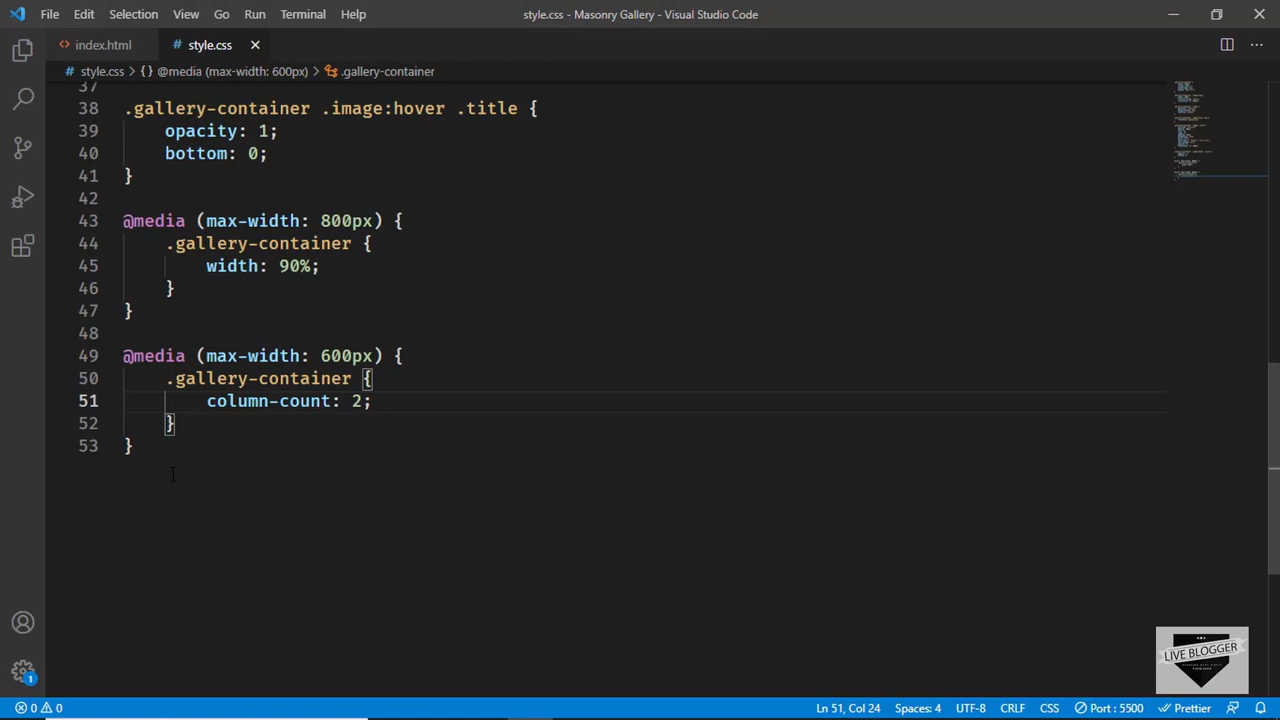 File Edit Selection View Go Run Terminal Help style.css - Masonry Gallery - Visual Studio Code
index.html style.css
style.css { } @media (max-width: 600px) .gallery-container
37
38 .gallery-container .image:hover .title {
39 opacity: 1;
40 bottom: 0;
41 }
42
43 @media (max-width: 800px) {
44 .gallery-container {
45 width: 90%;
46 }
47 }
48
49 @media (max-width: 600px) {
50 .gallery-container {
51 column-count: 2;
52 }
53 }
LIVE BLOGGER
1
0 0 Ln 51, Col 24 Spaces: 4 UTF-8 CRLF CSS Port : 5500 Prettier